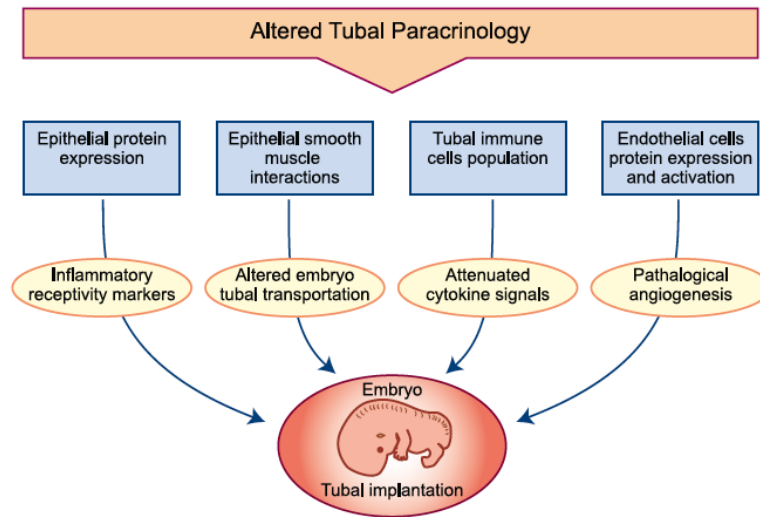 Altered Tubal Paracrinology
Epithelial protein
expression
Epithelial smooth
muscle
interactions
Tubal immune
cells population
Endothelial cells
protein expression
and activation
Inflammatory
receptivity markers
Altered embryo
tubal transportation
Attenuated
cytokine signals
Pathalogical
angiogenesis
Embryo
Tubal implantation